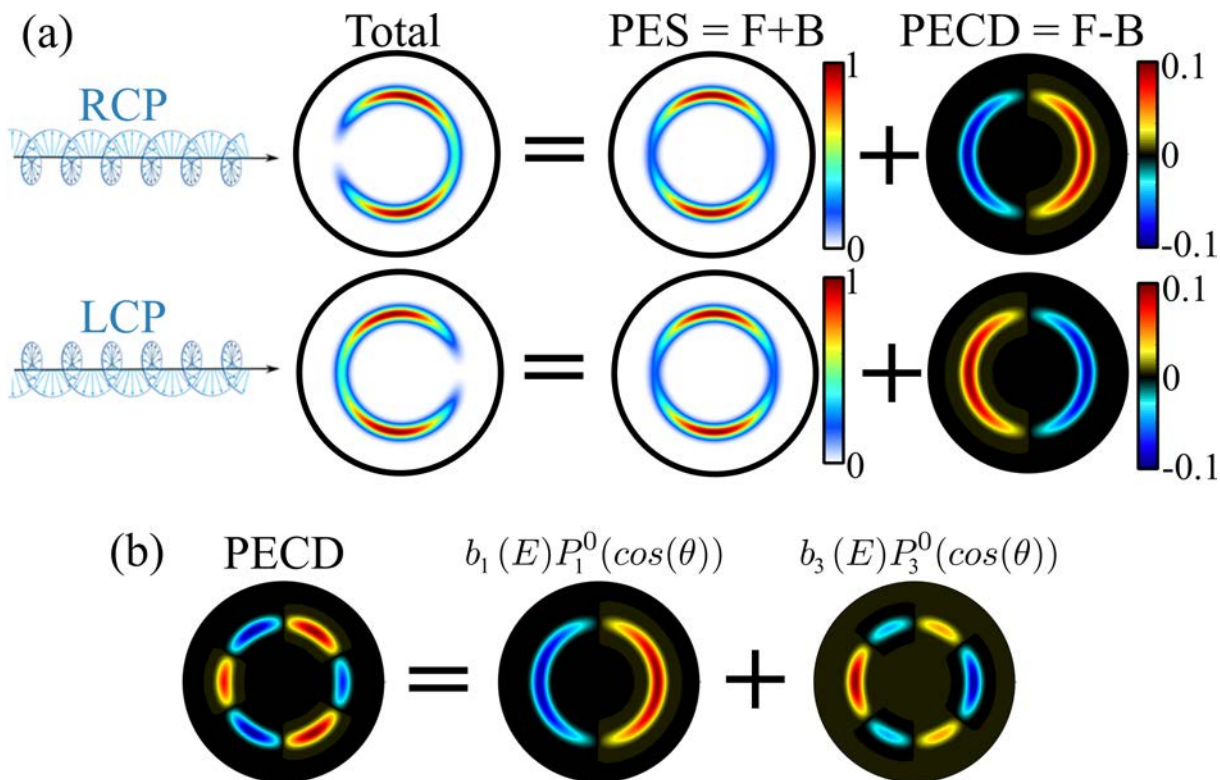 (a) Total PES = F+B PECD = F-B
RCP = + 1 0 0.1 0 -0.1
LCP = + 1 0 0.1 0 -0.1
(b) PECD b₁(E)P₁⁰(cos(θ)) b₃(E)P₃⁰(cos(θ))
= +